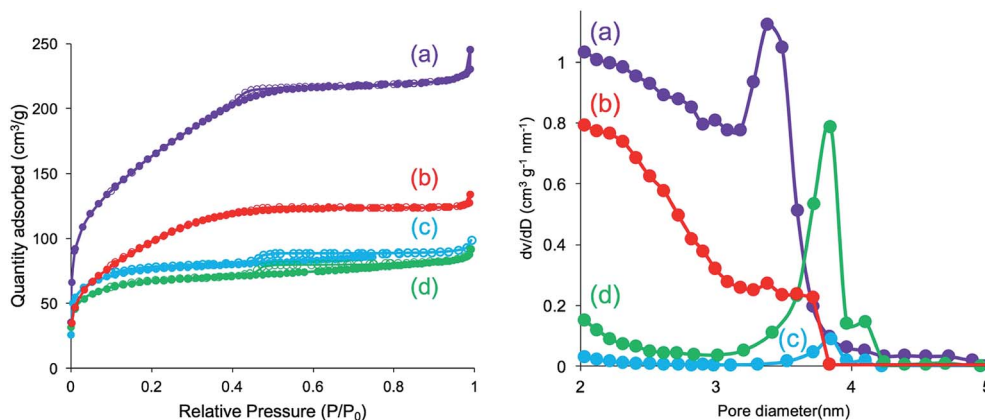 250
200
150
100
50
0
0
0.2
0.4
0.6
0.8
1
Quantity adsorbed (cm³/g)
Relative Pressure (P/P₀)
(a)
(b)
(c)
(d)
1
0.8
0.6
0.4
0.2
0
2
3
4
5
dv/dD (cm³ g⁻¹ nm⁻¹)
Pore diameter(nm)
(a)
(b)
(d)
(c)